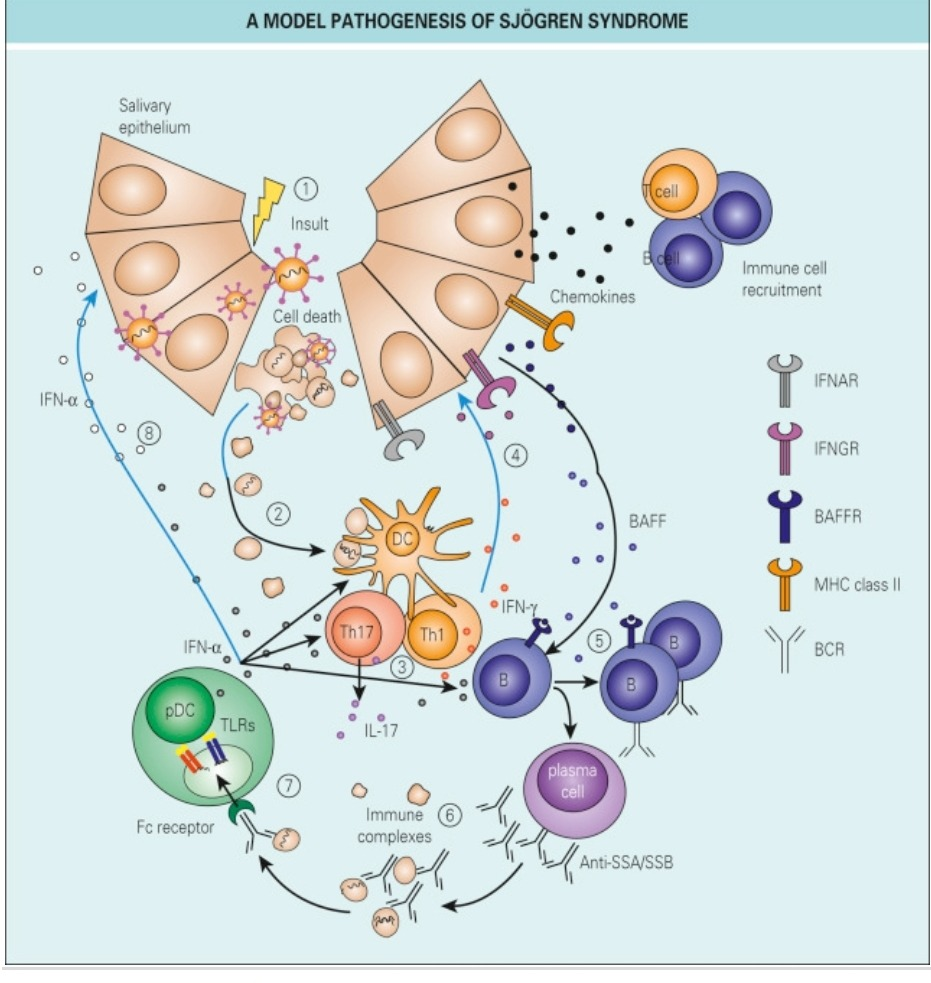 A MODEL PATHOGENESIS OF SJÖGREN SYNDROME
Salivary
epithelium
1
Insult
Cell death
T cell
B cell
Immune cell
recruitment
Chemokines
IFNAR
IFNGR
BAFFR
MHC class II
BCR
IFN-α
8
2
4
DC
BAFF
Th17
Th1
IFN-γ
IFN-α
3
5
B
B
B
IL-17
pDC
TLRs
plasma
cell
7
Fc receptor
Immune
complexes
6
Anti-SSA/SSB